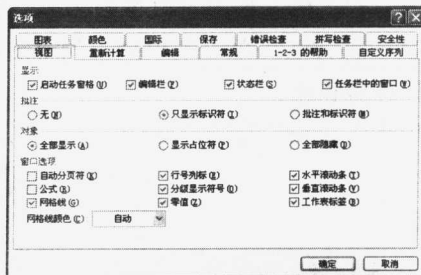 选项
图表 颜色 国际 保存 错误检查 拼写检查 安全性
视图 重新计算 编辑 常规 1-2-3 的帮助 自定义序列
显示
启动任务窗格(U) 编辑栏(F) 状态栏(S) 任务栏中的窗口(W)
批注
无(N) 只显示标识符(I) 批注和标识符(M)
对象
全部显示(A) 显示占位符(P) 全部隐藏(D)
窗口选项
自动分页符(K) 行号列标(E) 水平滚动条(T)
公式(R) 分级显示符号(O) 垂直滚动条(V)
网格线(G) 零值(Z) 工作表标签(B)
网格线颜色(C) 自动
确定 取消